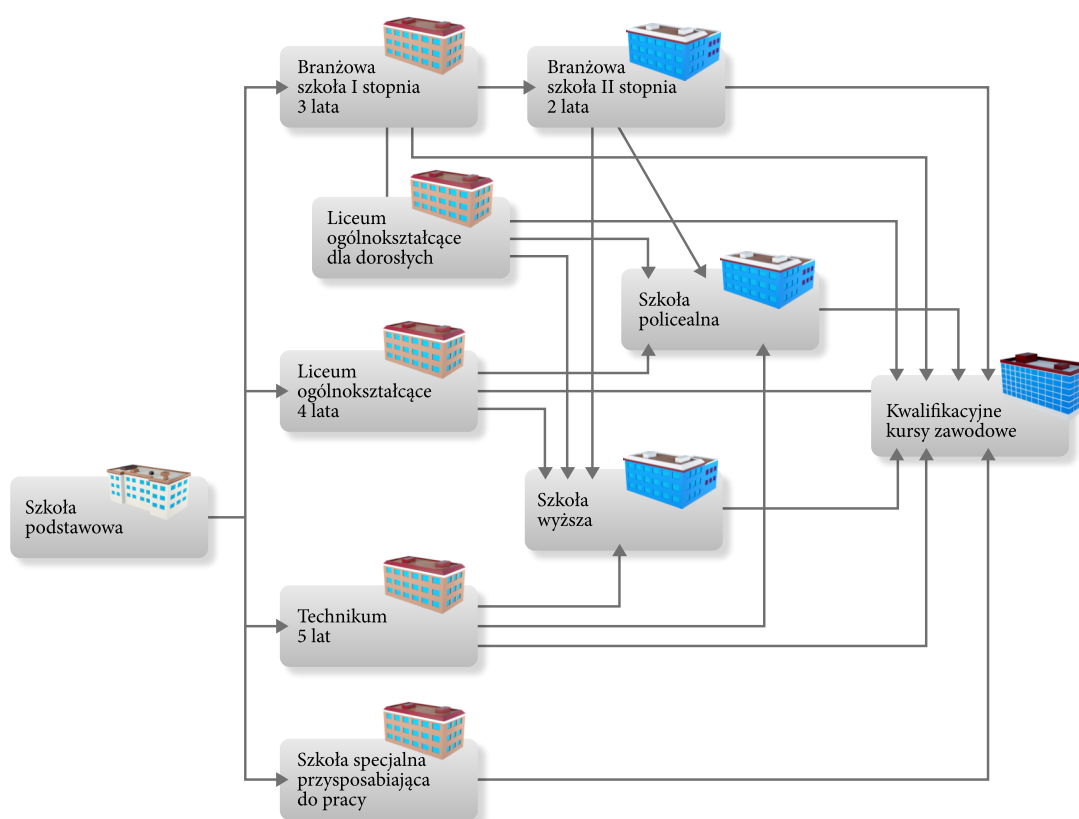 Branżowa
szkoła I stopnia
3 lata
Branżowa
szkoła II stopnia
2 lata
Liceum
ogólnokształcące
dla dorosłych
Szkoła
policealna
Liceum
ogólnokształcące
4 lata
Kwalifikacyjne
kursy zawodowe
Szkoła
podstawowa
Szkoła
wyższa
Technikum
5 lat
Szkoła specjalna
przysposabiająca
do pracy